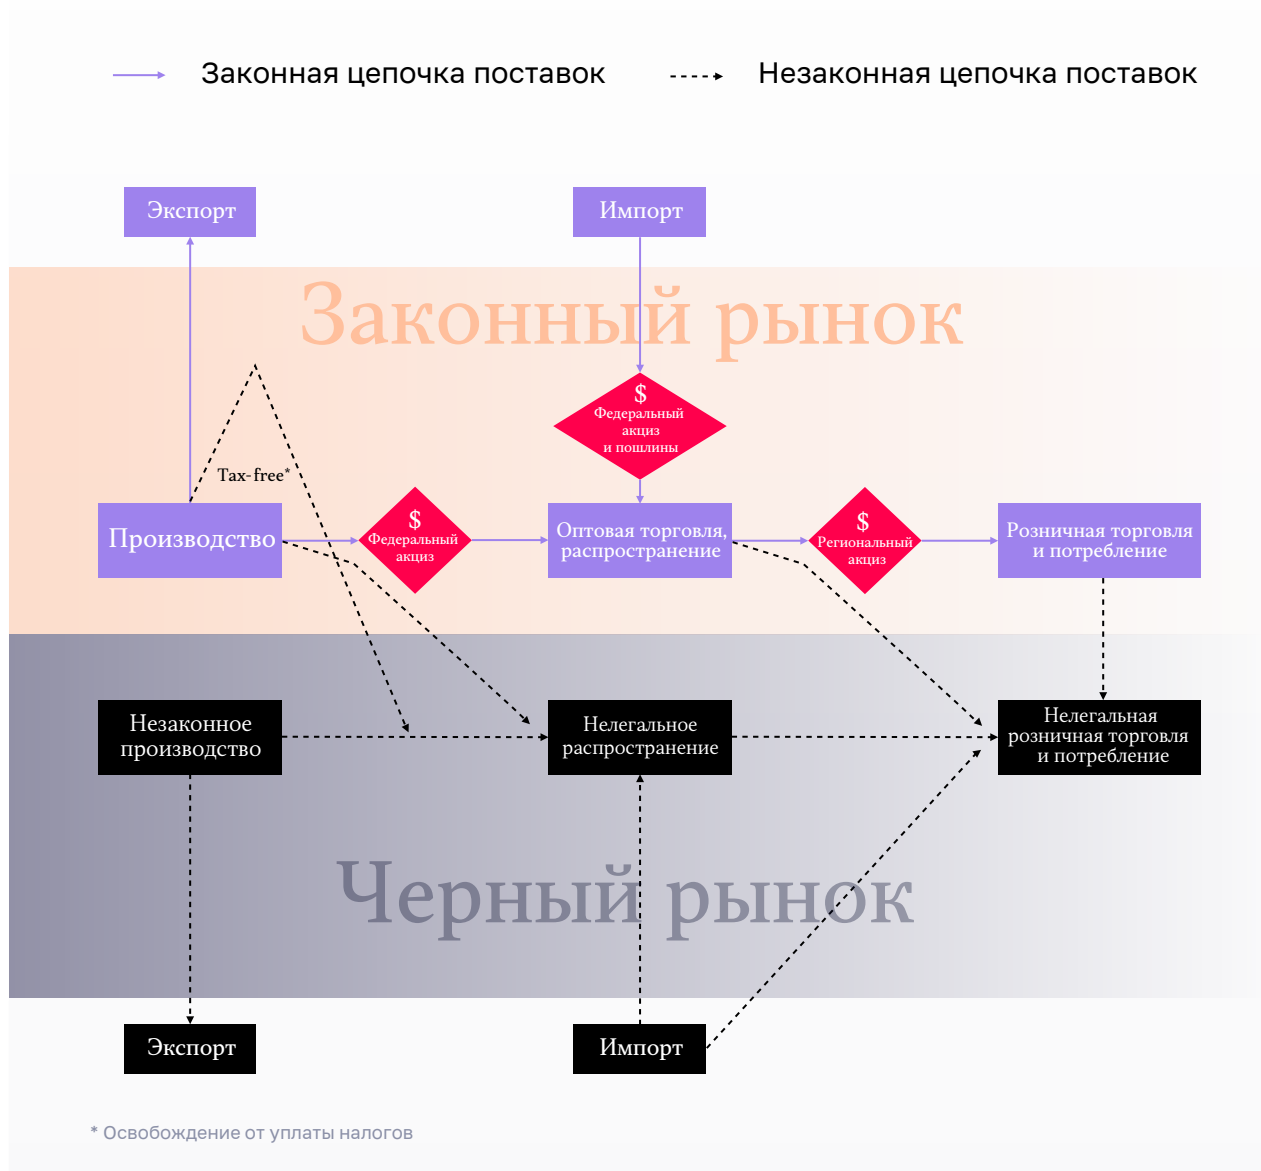 Законная цепочка поставок
Незаконная цепочка поставок
Экспорт
Импорт
Законный рынок
$
Федеральный
акциз
и пошлины
Tax-free*
Производство
$
Федеральный
акциз
Оптовая торговля,
распространение
$
Региональный
акциз
Розничная торговля
и потребление
Незаконное
производство
Нелегальное
распространение
Нелегальная
розничная торговля
и потребление
Черный рынок
Экспорт
Импорт
* Освобождение от уплаты налогов